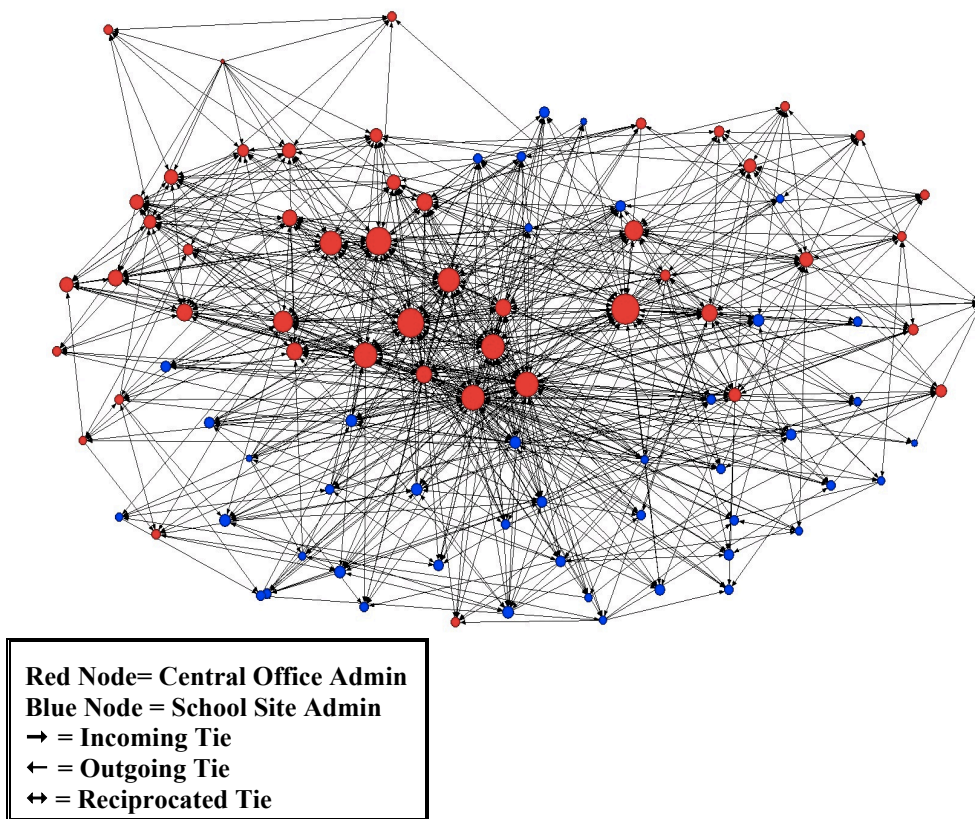 Red Node= Central Office Admin
Blue Node = School Site Admin
→ = Incoming Tie
← = Outgoing Tie
↔ = Reciprocated Tie